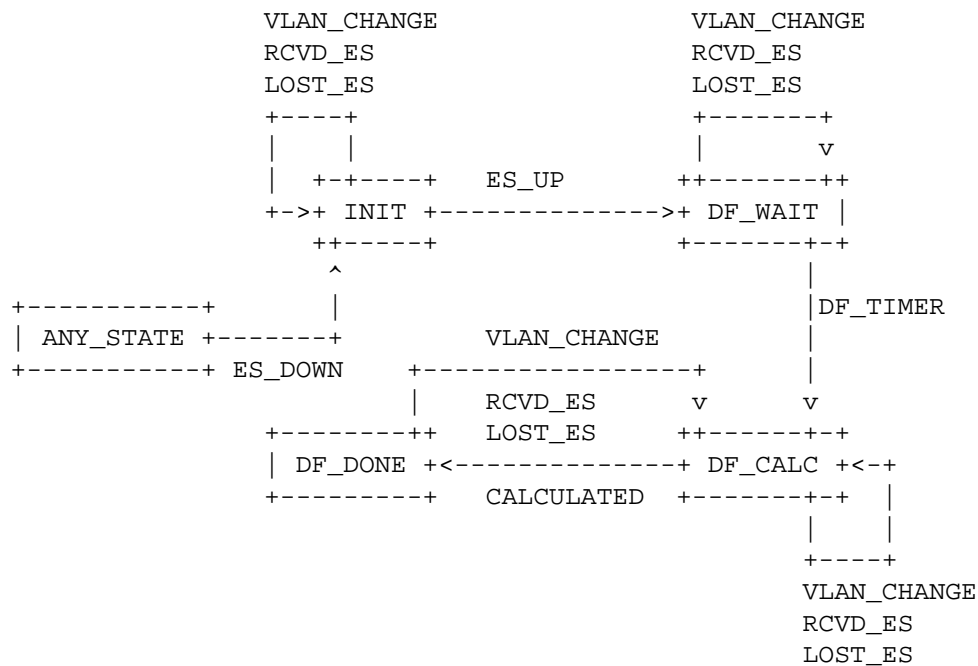 VLAN_CHANGE VLAN_CHANGE
RCVD_ES RCVD_ES
LOST_ES LOST_ES
ES_UP
INIT DF_WAIT
DF_TIMER
ANY_STATE VLAN_CHANGE
ES_DOWN
RCVD_ES
LOST_ES
DF_DONE DF_CALC
CALCULATED
VLAN_CHANGE
RCVD_ES
LOST_ES